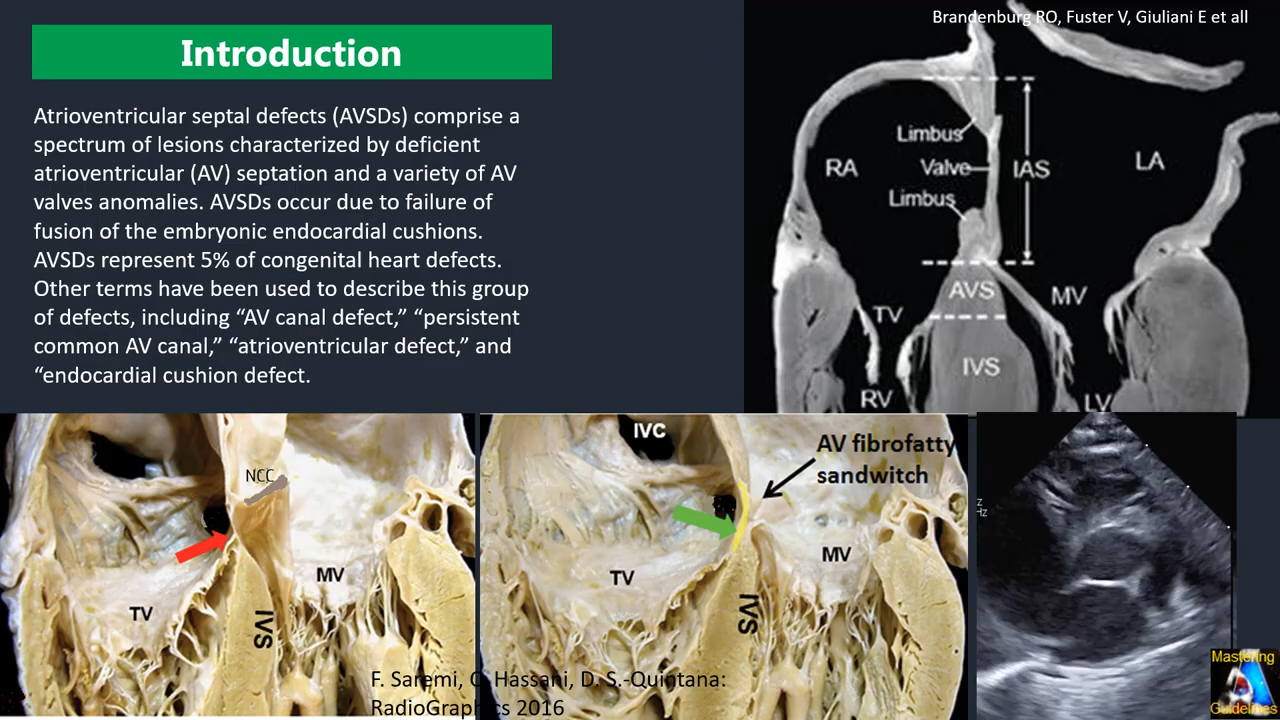 Brandenburg RO, Fuster V, Giuliani E et all
Introduction
Atrioventricular septal defects (AVSDs) comprise a
spectrum of lesions characterized by deficient
atrioventricular (AV) septation and a variety of AV
valves anomalies. AVSDs occur due to failure of
fusion of the embryonic endocardial cushions.
AVSDs represent 5% of congenital heart defects.
Other terms have been used to describe this group
of defects, including “AV canal defect,” “persistent
common AV canal,” “atrioventricular defect,” and
“endocardial cushion defect.
Limbus
RA
Valve
IAS
LA
Limbus
AVS
MV
TV
IVS
RV
LV
NCC
MV
TV
IVS
IVC
AV fibrofatty
sandwitch
MV
TV
IVS
z
Hz
F. Saremi, C. Hassani, D. S.-Quintana:
RadioGraphics 2016
Mastering
Guidelines